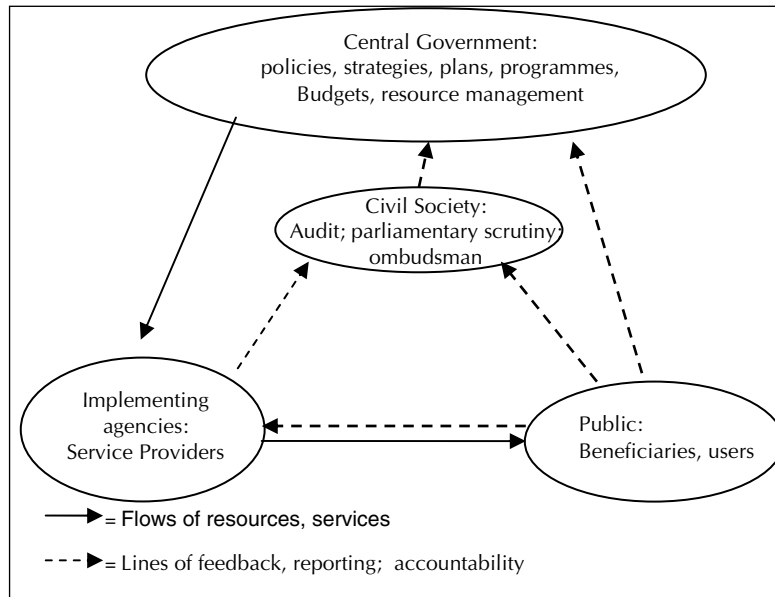 Central Government:
policies, strategies, plans, programmes,
Budgets, resource management
Civil Society:
Audit; parliamentary scrutiny;
ombudsman
Implementing
agencies:
Service Providers
Public:
Beneficiaries, users
= Flows of resources, services
= Lines of feedback, reporting; accountability